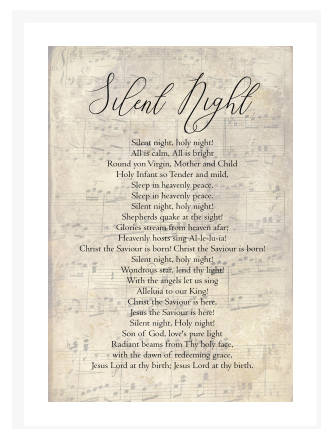 Silent Night
Silent night, holy night!
All is calm, All is bright
Round yon Virgin, Mother and Child
Holy Infant so Tender and mild,
Sleep in heavenly peace,
Sleep in heavenly peace.
Silent night, holy night!
Shepherds quake at the sight!
Glories stream from heaven afar;
Heavenly hosts sing Al-le-lu-ia!
Christ the Saviour is born! Christ the Saviour is born!
Silent night, holy night!
Wondrous star, lend thy light!
With the angels let us sing
Alleluia to our King!
Christ the Saviour is here,
Jesus the Saviour is here!
Silent night, Holy night!
Son of God, love's pure light
Radiant beams from Thy holy face,
with the dawn of redeeming grace,
Jesus Lord at thy birth; Jesus Lord at thy birth.